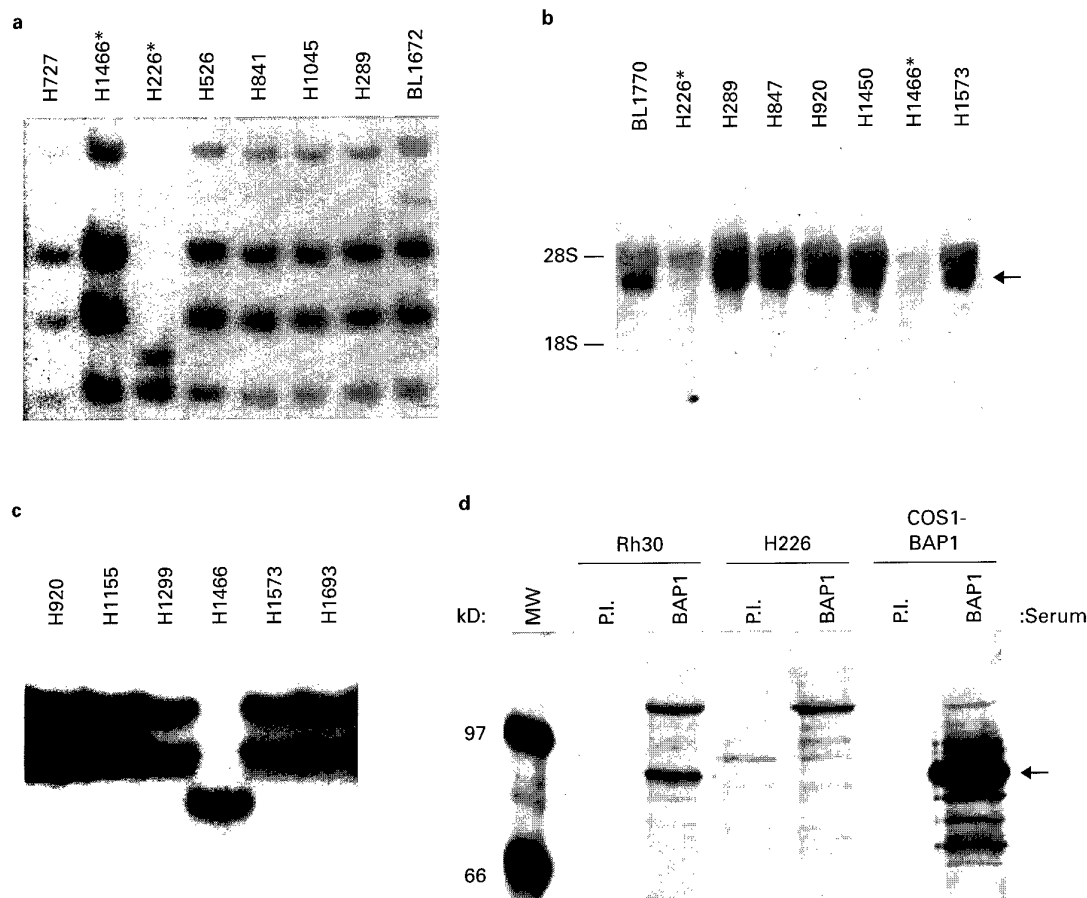 a
H727
H1466*
H226*
H526
H841
H1045
H289
BL1672
b
BL1770
H226*
H289
H847
H920
H1450
H1466*
H1573
28S
18S
c
H920
H1155
H1299
H1466
H1573
H1693
d
Rh30
H226
COS1-
BAP1
kD:
MW
P.I.
BAP1
P.I.
BAP1
P.I.
BAP1
:Serum
97
66